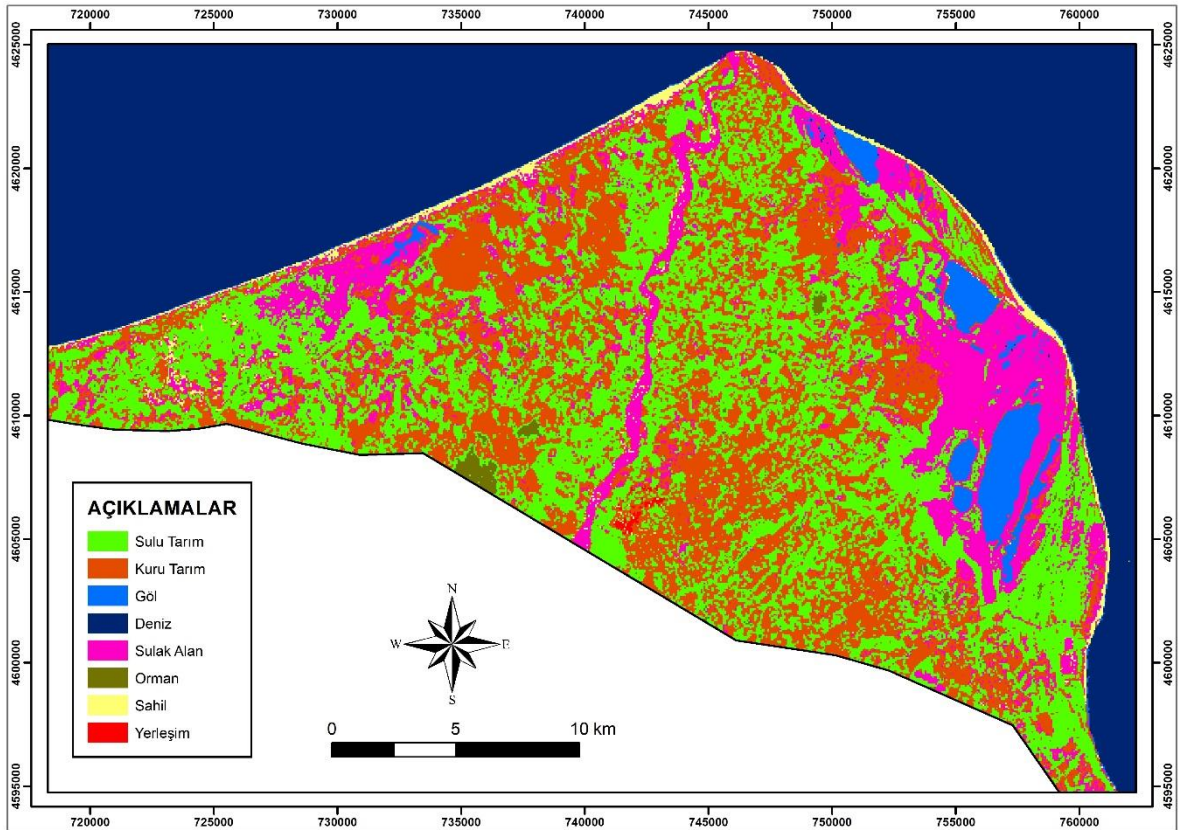 720000 725000 730000 735000 740000 745000 750000 755000 760000
4625000 4625000
4620000 4620000
4615000 4615000
4610000 4610000
4605000 4605000
4600000 4600000
4595000 4595000
AÇIKLAMALAR
Sulu Tarım
Kuru Tarım
Göl
Deniz
Sulak Alan
Orman
Sahil
Yerleşim
N
W E
S
0 5 10 km
720000 725000 730000 735000 740000 745000 750000 755000 760000